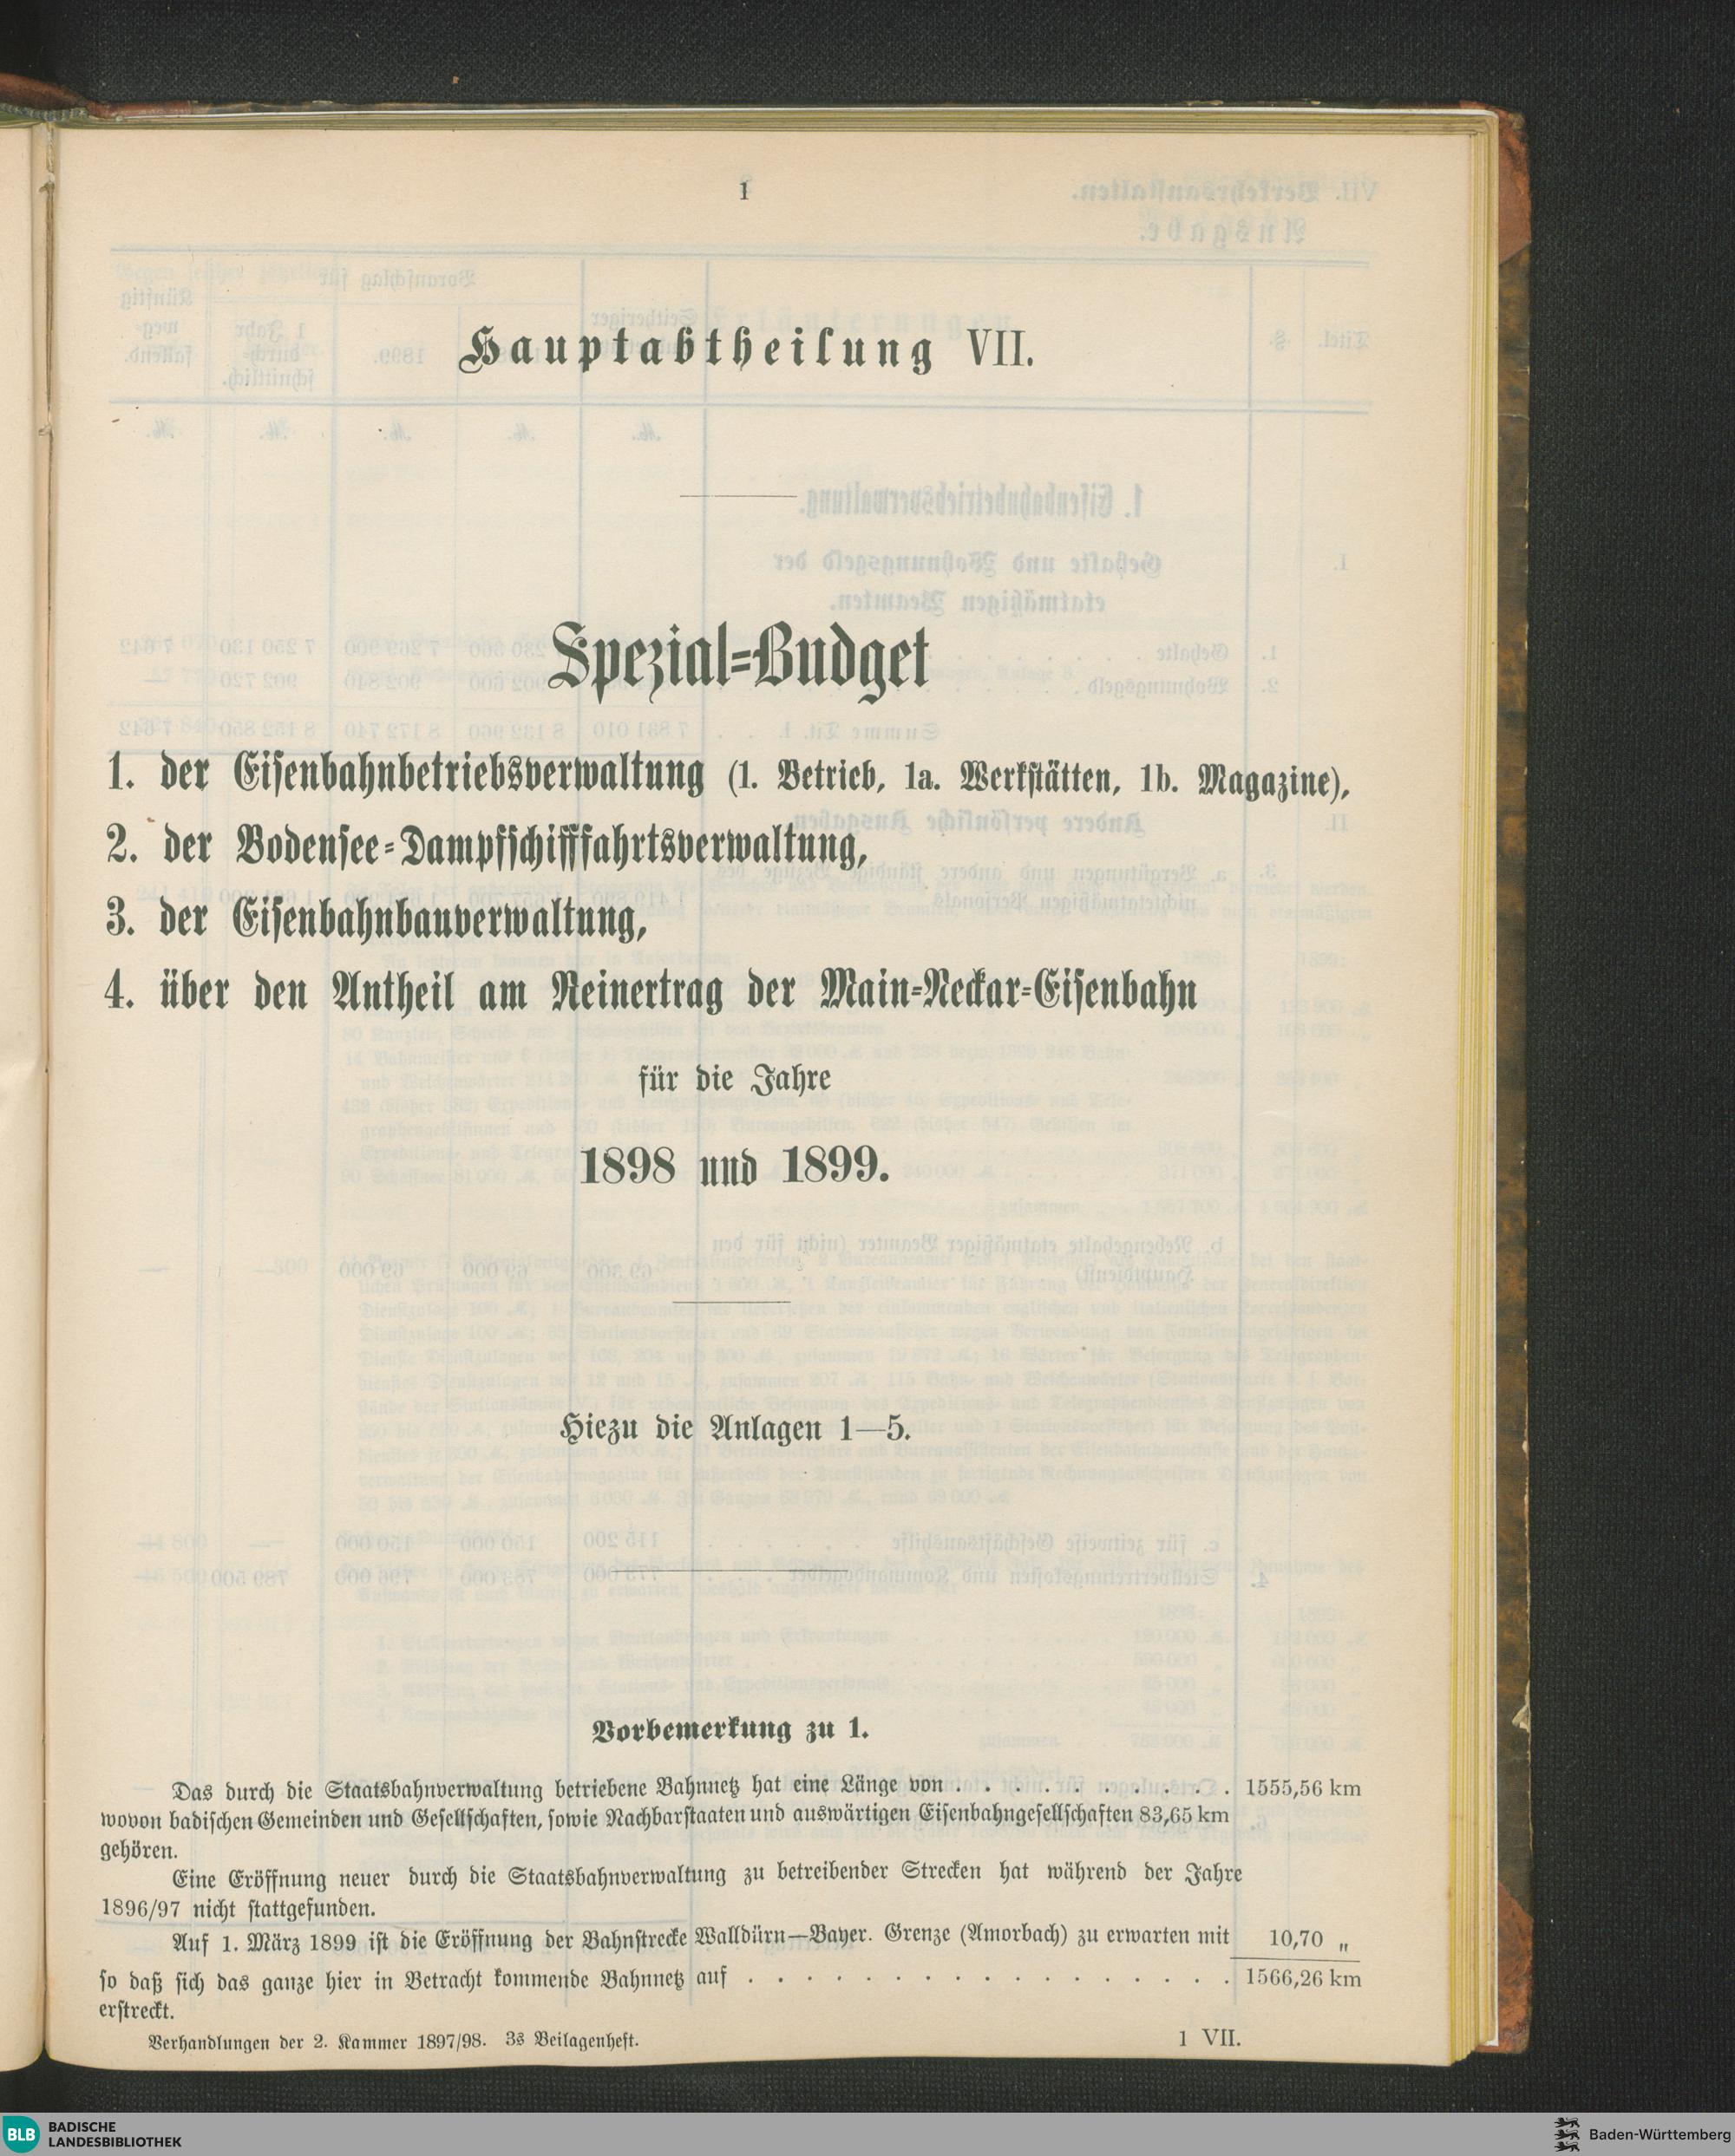 1
Hauptabtheilung VII.
Spezial=Budget
1. der Eisenbahnbetriebsverwaltung (1. Betrieb, 1a. Werkstätten, 1b. Magazine),
2. der Bodensee=Dampfschifffahrtsverwaltung,
3. der Eisenbahnbauverwaltung,
4. über den Antheil am Reinertrag der Main=Neckar=Eisenbahn
für die Jahre
1898 und 1899.
Hiezu die Anlagen 1—5.
Vorbemerkung zu 1.
Das durch die Staatsbahnverwaltung betriebene Bahnnetz hat eine Länge von . . . . . . . . . . 1555,56 km
wovon badischen Gemeinden und Gesellschaften, sowie Nachbarstaaten und auswärtigen Eisenbahngesellschaften 83,65 km
gehören.
Eine Eröffnung neuer durch die Staatsbahnverwaltung zu betreibender Strecken hat während der Jahre
1896/97 nicht stattgefunden.
Auf 1. März 1899 ist die Eröffnung der Bahnstrecke Walldürn—Bayer. Grenze (Amorbach) zu erwarten mit 10,70 „
so daß sich das ganze hier in Betracht kommende Bahnnetz auf . . . . . . . . . . . . . . . . . 1566,26 km
erstreckt.
Verhandlungen der 2. Kammer 1897/98. 3s Beilagenheft. 1 VII.
BLB BADISCHE
LANDESBIBLIOTHEK
Baden-Württemberg